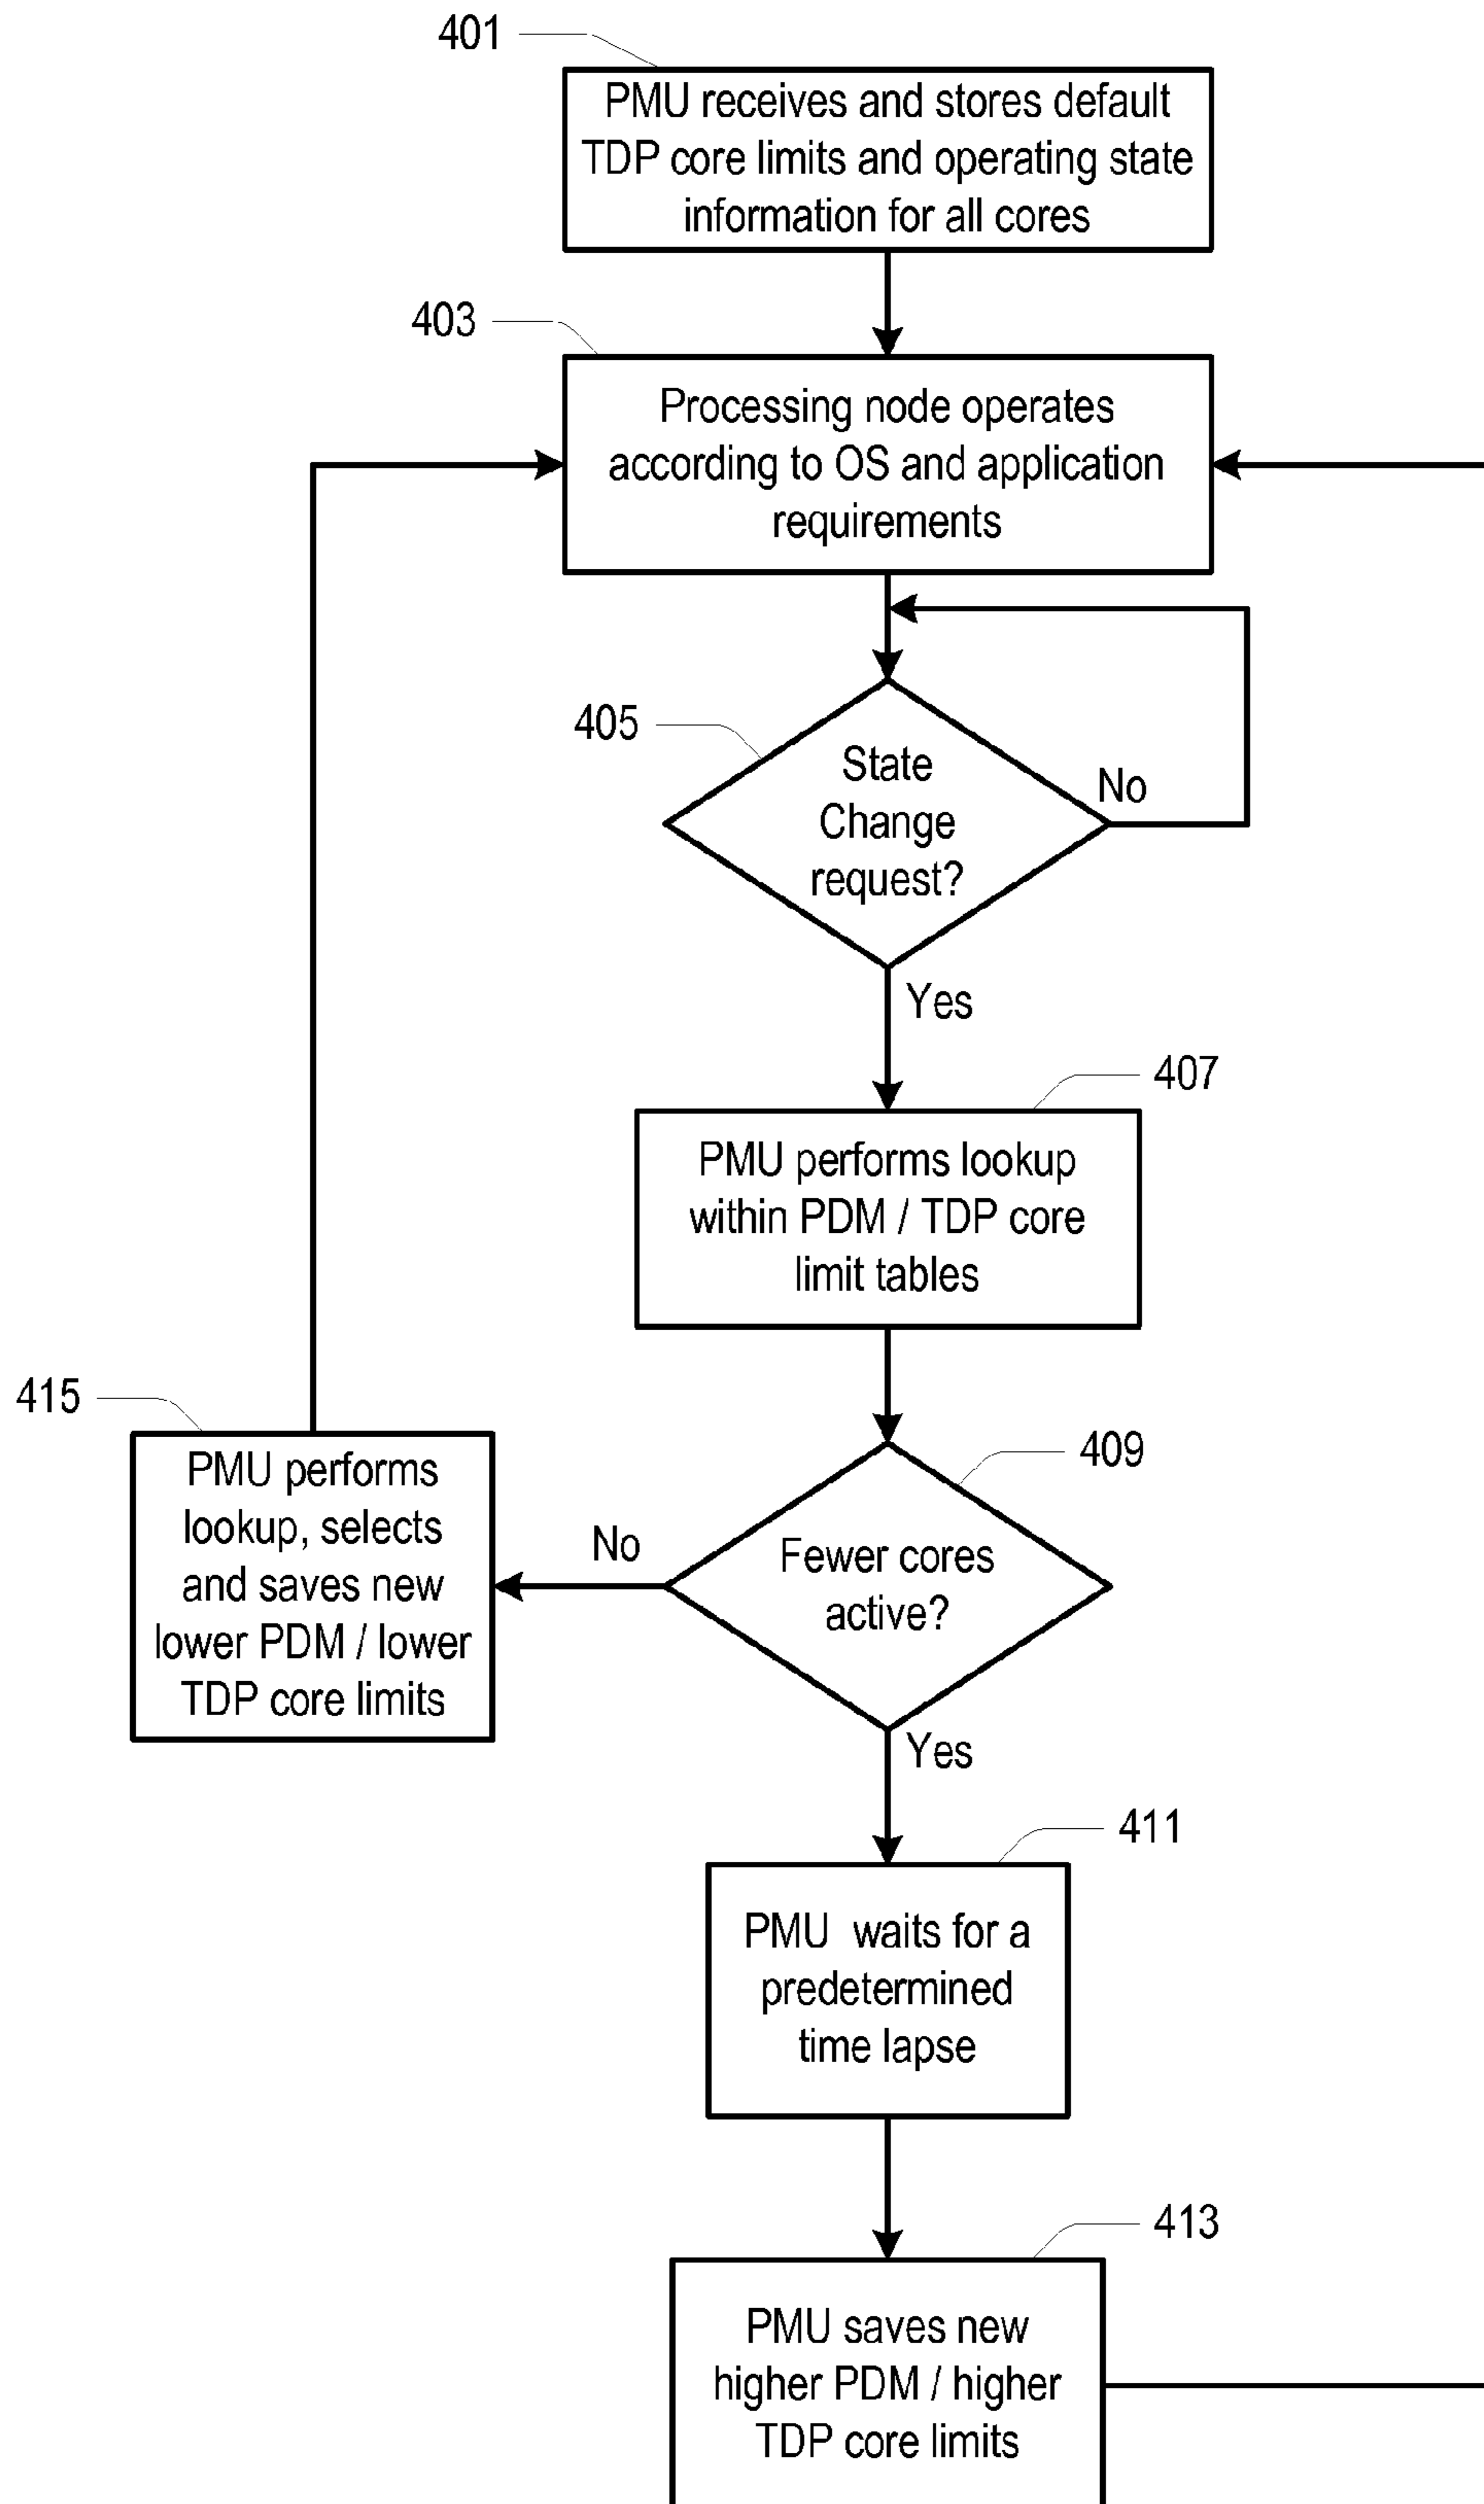 401
PMU receives and stores default
TDP core limits and operating state
information for all cores
403
Processing node operates
according to OS and application
requirements
405
State
Change
request?
No
Yes
407
PMU performs lookup
within PDM / TDP core
limit tables
415
PMU performs
lookup, selects
and saves new
lower PDM / lower
TDP core limits
409
No
Fewer cores
active?
Yes
411
PMU waits for a
predetermined
time lapse
413
PMU saves new
higher PDM / higher
TDP core limits